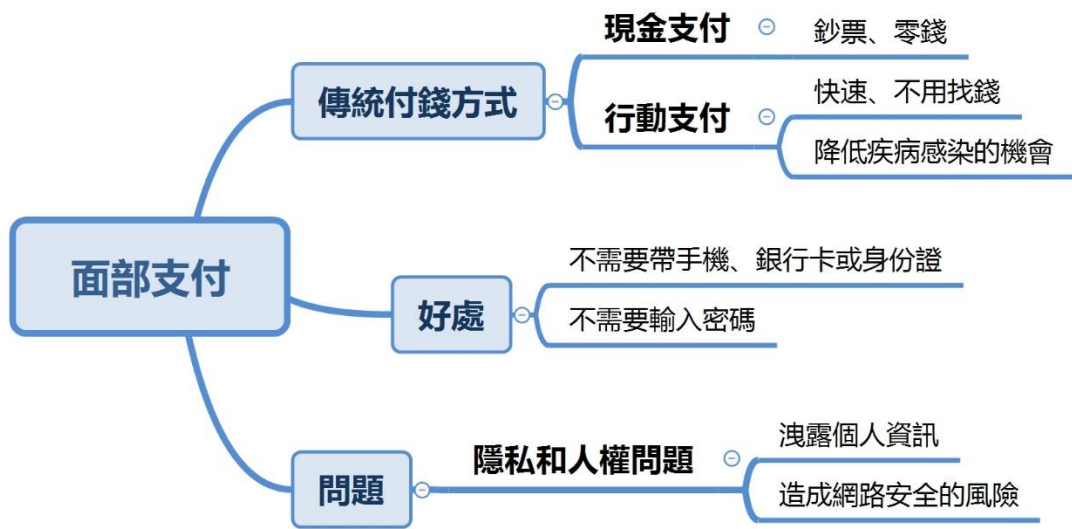 面部支付
傳統付錢方式
現金支付
鈔票、零錢
行動支付
快速、不用找錢
降低疾病感染的機會
好處
不需要帶手機、銀行卡或身份證
不需要輸入密碼
問題
隱私和人權問題
洩露個人資訊
造成網路安全的風險